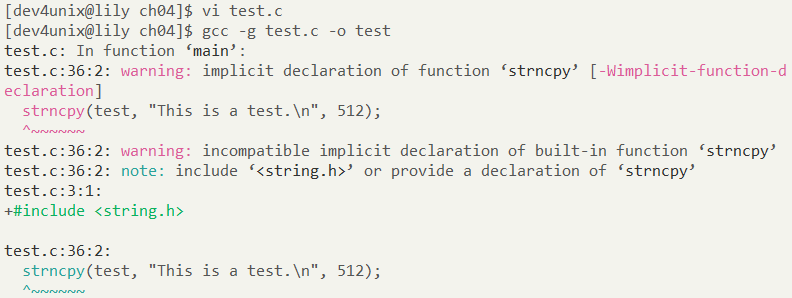 [dev4unix@lily ch04]$ vi test.c
[dev4unix@lily ch04]$ gcc -g test.c -o test
test.c: In function ‘main’:
test.c:36:2: warning: implicit declaration of function ‘strncpy’ [-Wimplicit-function-d
eclaration]
  strncpy(test, "This is a test.\n", 512);
  ^~~~~~~
test.c:36:2: warning: incompatible implicit declaration of built-in function ‘strncpy’
test.c:36:2: note: include ‘<string.h>’ or provide a declaration of ‘strncpy’
test.c:3:1:
+#include <string.h>

test.c:36:2:
  strncpy(test, "This is a test.\n", 512);
  ^~~~~~~